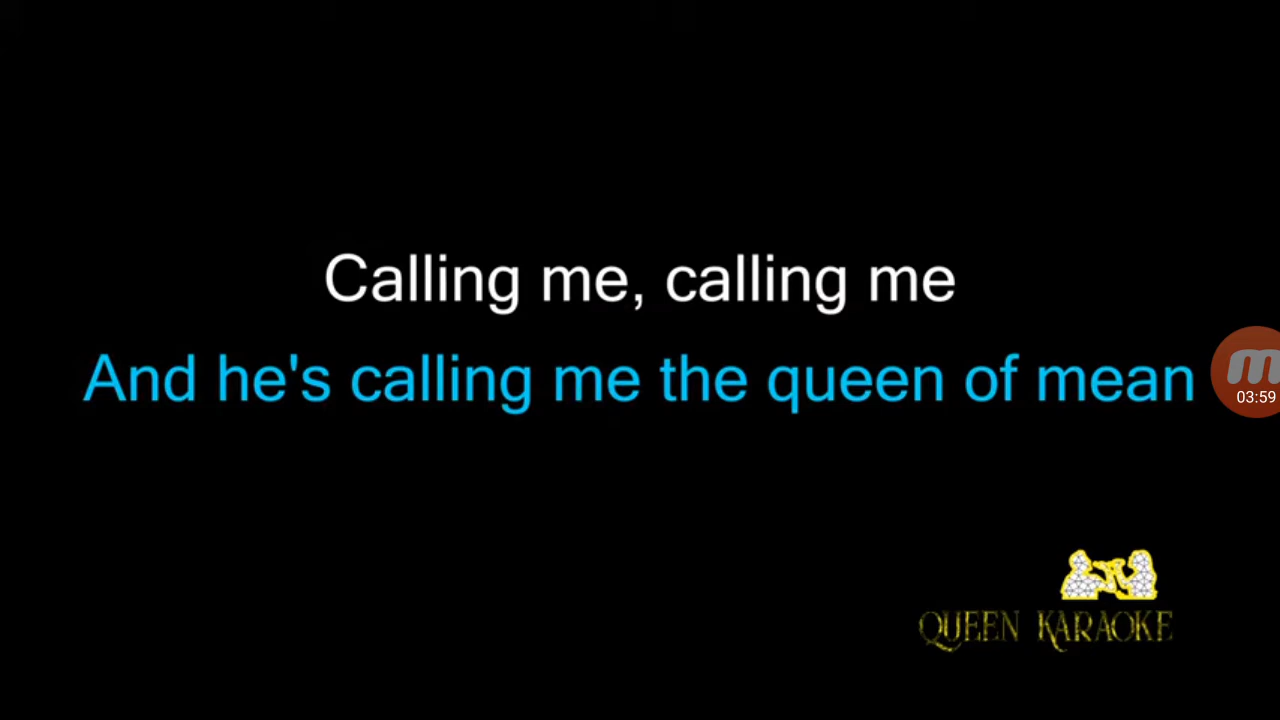 Calling me, calling me
And he's calling me the queen of mean
03:59
QUEEN KARAOKE